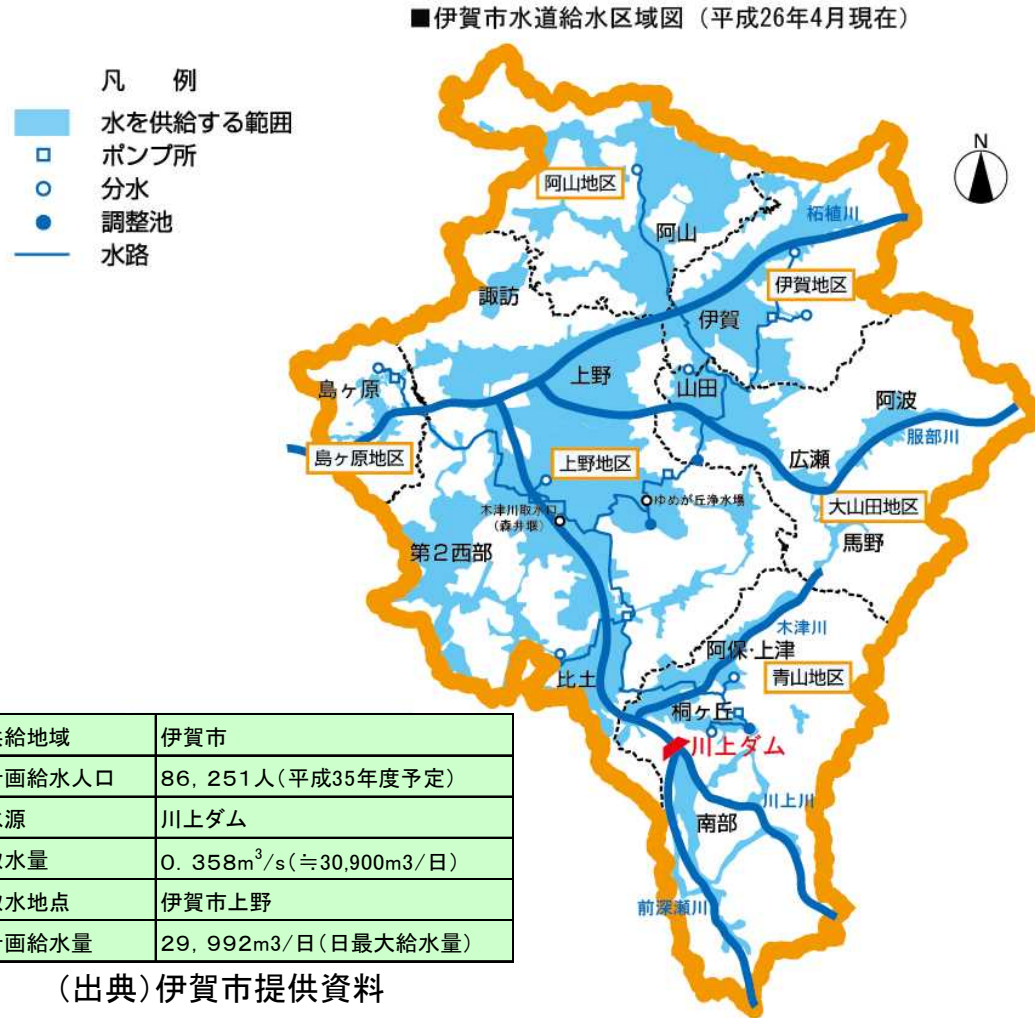 ■伊賀市水道給水区域図（平成26年4月現在）
凡　例
水を供給する範囲
ポンプ所
分水
調整池
水路
N
阿山地区
柘植川
阿山
伊賀地区
諏訪
伊賀
上野
山田
島ヶ原
阿波
服部川
島ヶ原地区
上野地区
広瀬
木津川取水口
（森井堰）
ゆめが丘浄水場
大山田地区
第2西部
馬野
木津川
阿保・上津
青山地区
比土
桐ヶ丘
川上ダム
川上川
南部
前深瀬川
給地域　伊賀市
画給水人口　86,251人(平成35年度予定)
源　川上ダム
水量　0.358m³/s(≒30,900m3/日)
水地点　伊賀市上野
画給水量　29,992m3/日(日最大給水量)
(出典)伊賀市提供資料